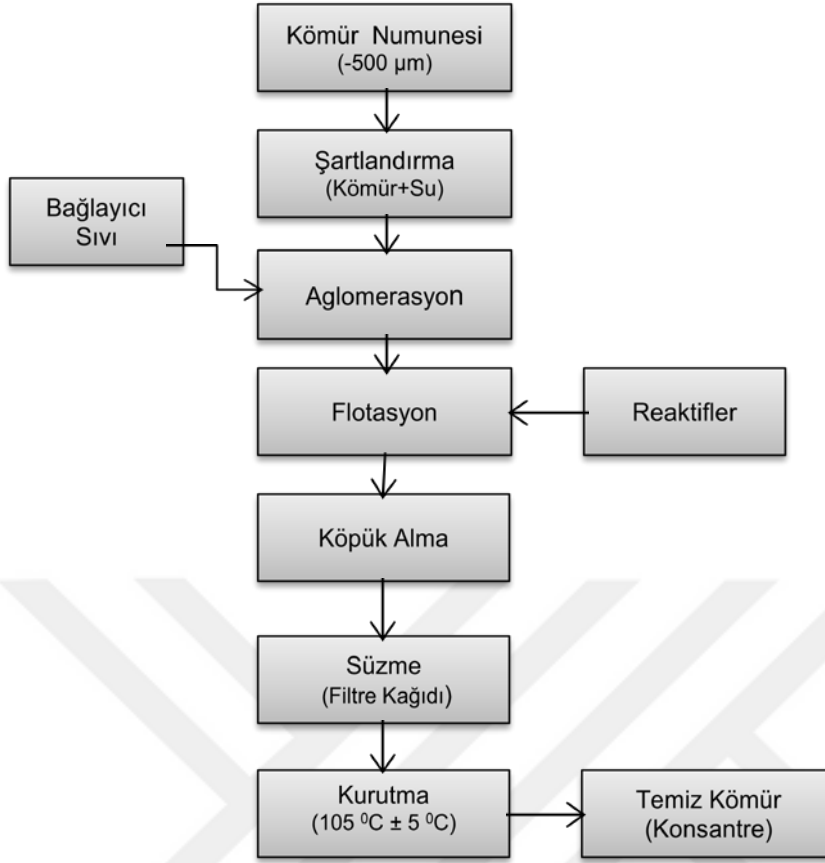 Kömür Numunesi
(-500 µm)
Şartlandırma
(Kömür+Su)
Bağlayıcı
Sıvı
Aglomerasyon
Flotasyon
Reaktifler
Köpük Alma
Süzme
(Filtre Kağıdı)
Kurutma
(105 ⁰C ± 5 ⁰C)
Temiz Kömür
(Konsantre)